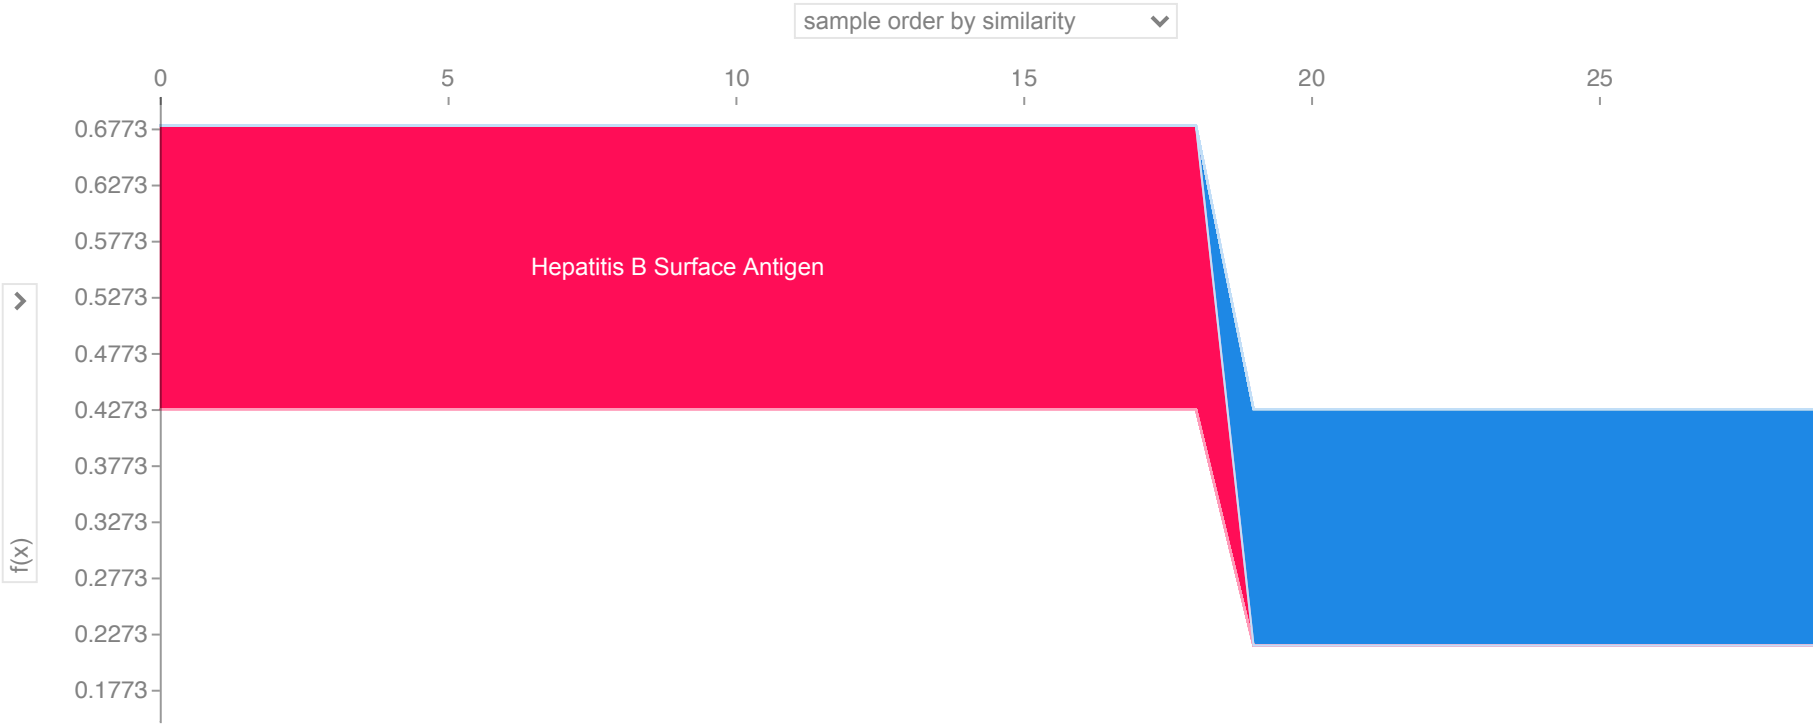 sample order by similarity
0 5 10 15 20 25
0.6773
0.6273
0.5773
Hepatitis B Surface Antigen
0.5273
0.4773
0.4273
0.3773
0.3273
f(x)
0.2773
0.2273
0.1773